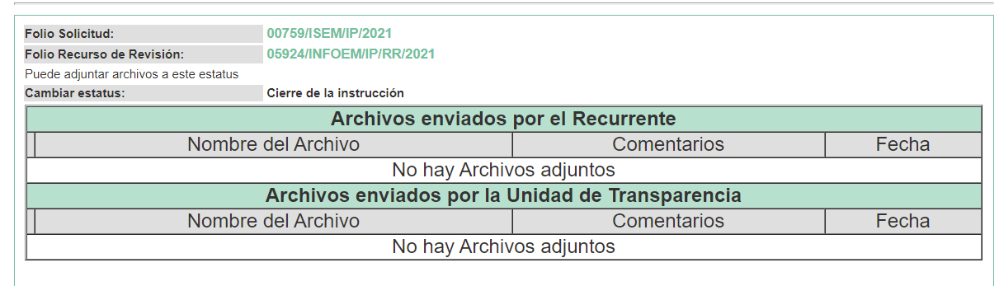 Folio Solicitud: 00759/ISEM/IP/2021
Folio Recurso de Revisión: 05924/INFOEM/IP/RR/2021
Puede adjuntar archivos a este estatus
Cambiar estatus: Cierre de la instrucción
Archivos enviados por el Recurrente
Nombre del Archivo Comentarios Fecha
No hay Archivos adjuntos
Archivos enviados por la Unidad de Transparencia
Nombre del Archivo Comentarios Fecha
No hay Archivos adjuntos